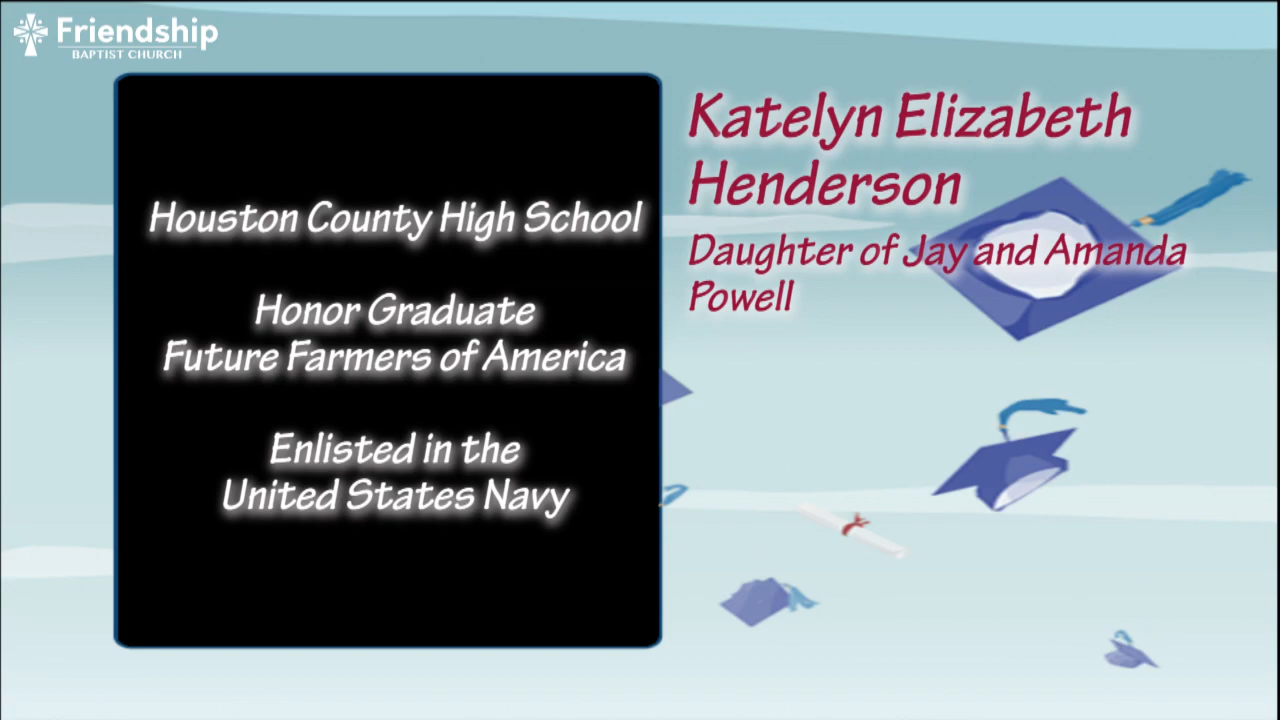 Friendship
BAPTIST CHURCH
Houston County High School
Honor Graduate
Future Farmers of America
Enlisted in the
United States Navy
Katelyn Elizabeth
Henderson
Daughter of Jay and Amanda
Powell